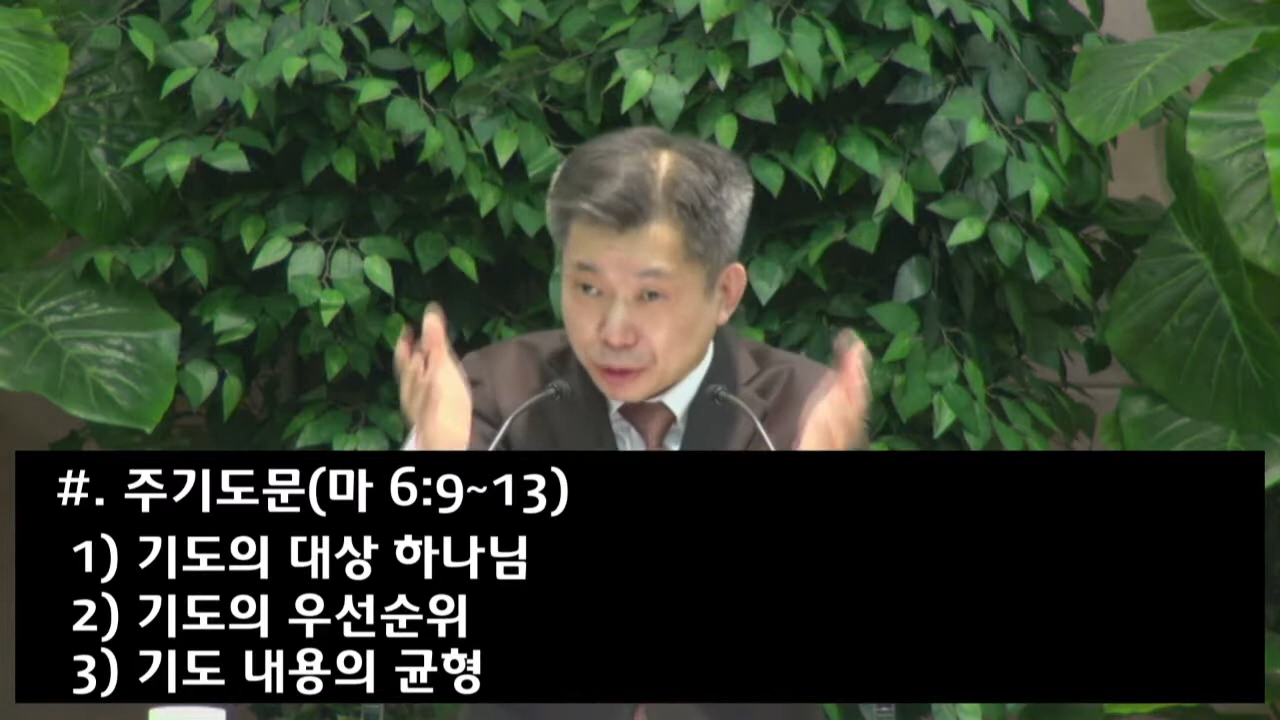 #. 주기도문(마 6:9~13)
1) 기도의 대상 하나님
2) 기도의 우선순위
3) 기도 내용의 균형